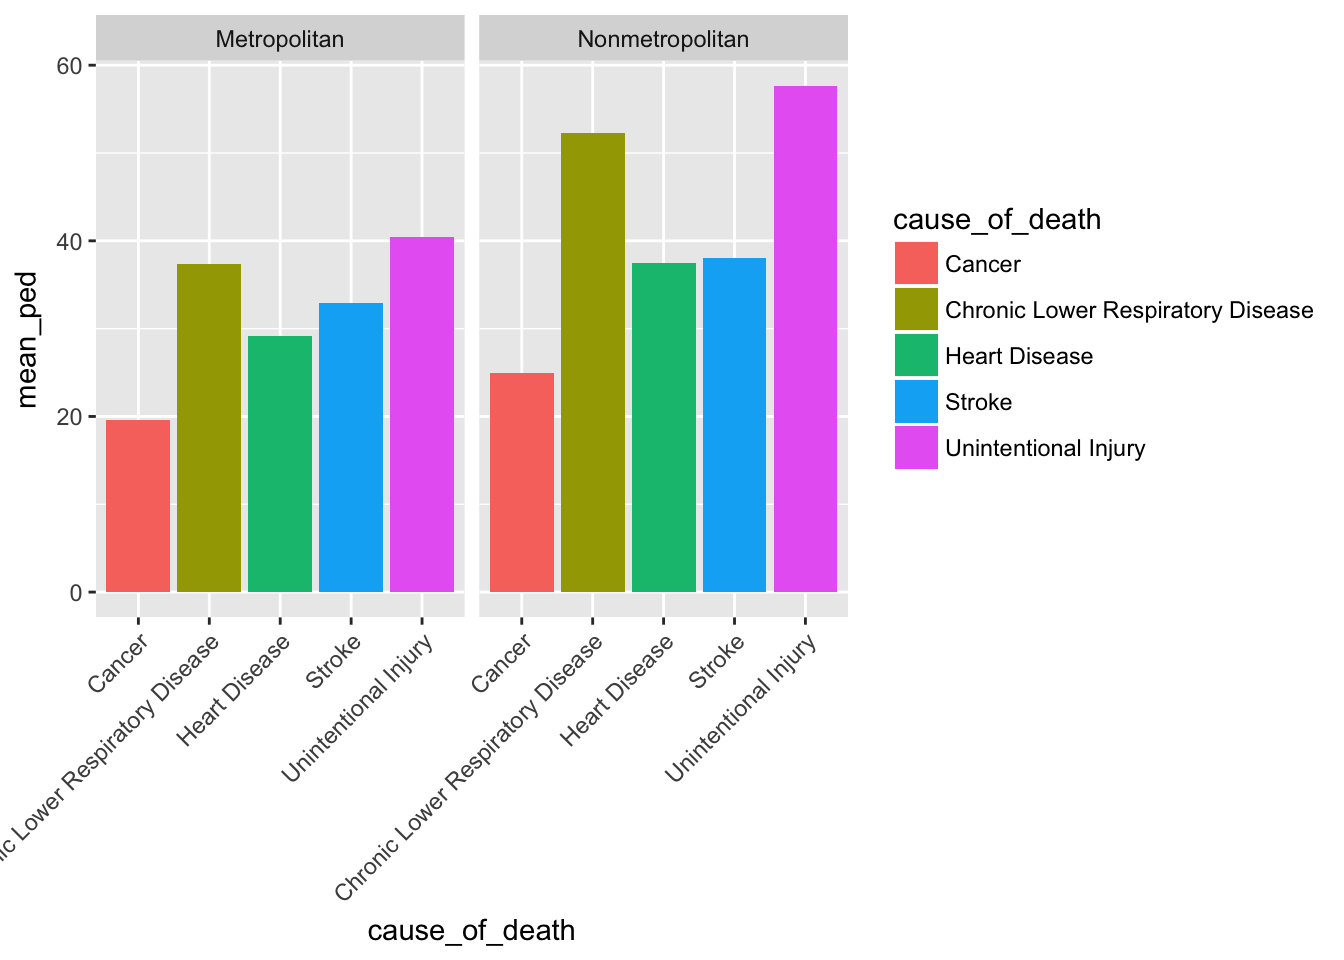 Metropolitan
Nonmetropolitan
60
40
20
0
mean_ped
Cancer
Lower Respiratory Disease
Heart Disease
Stroke
Unintentional Injury
Cancer
Chronic Lower Respiratory Disease
Heart Disease
Stroke
Unintentional Injury
cause_of_death
cause_of_death
Cancer
Chronic Lower Respiratory Disease
Heart Disease
Stroke
Unintentional Injury